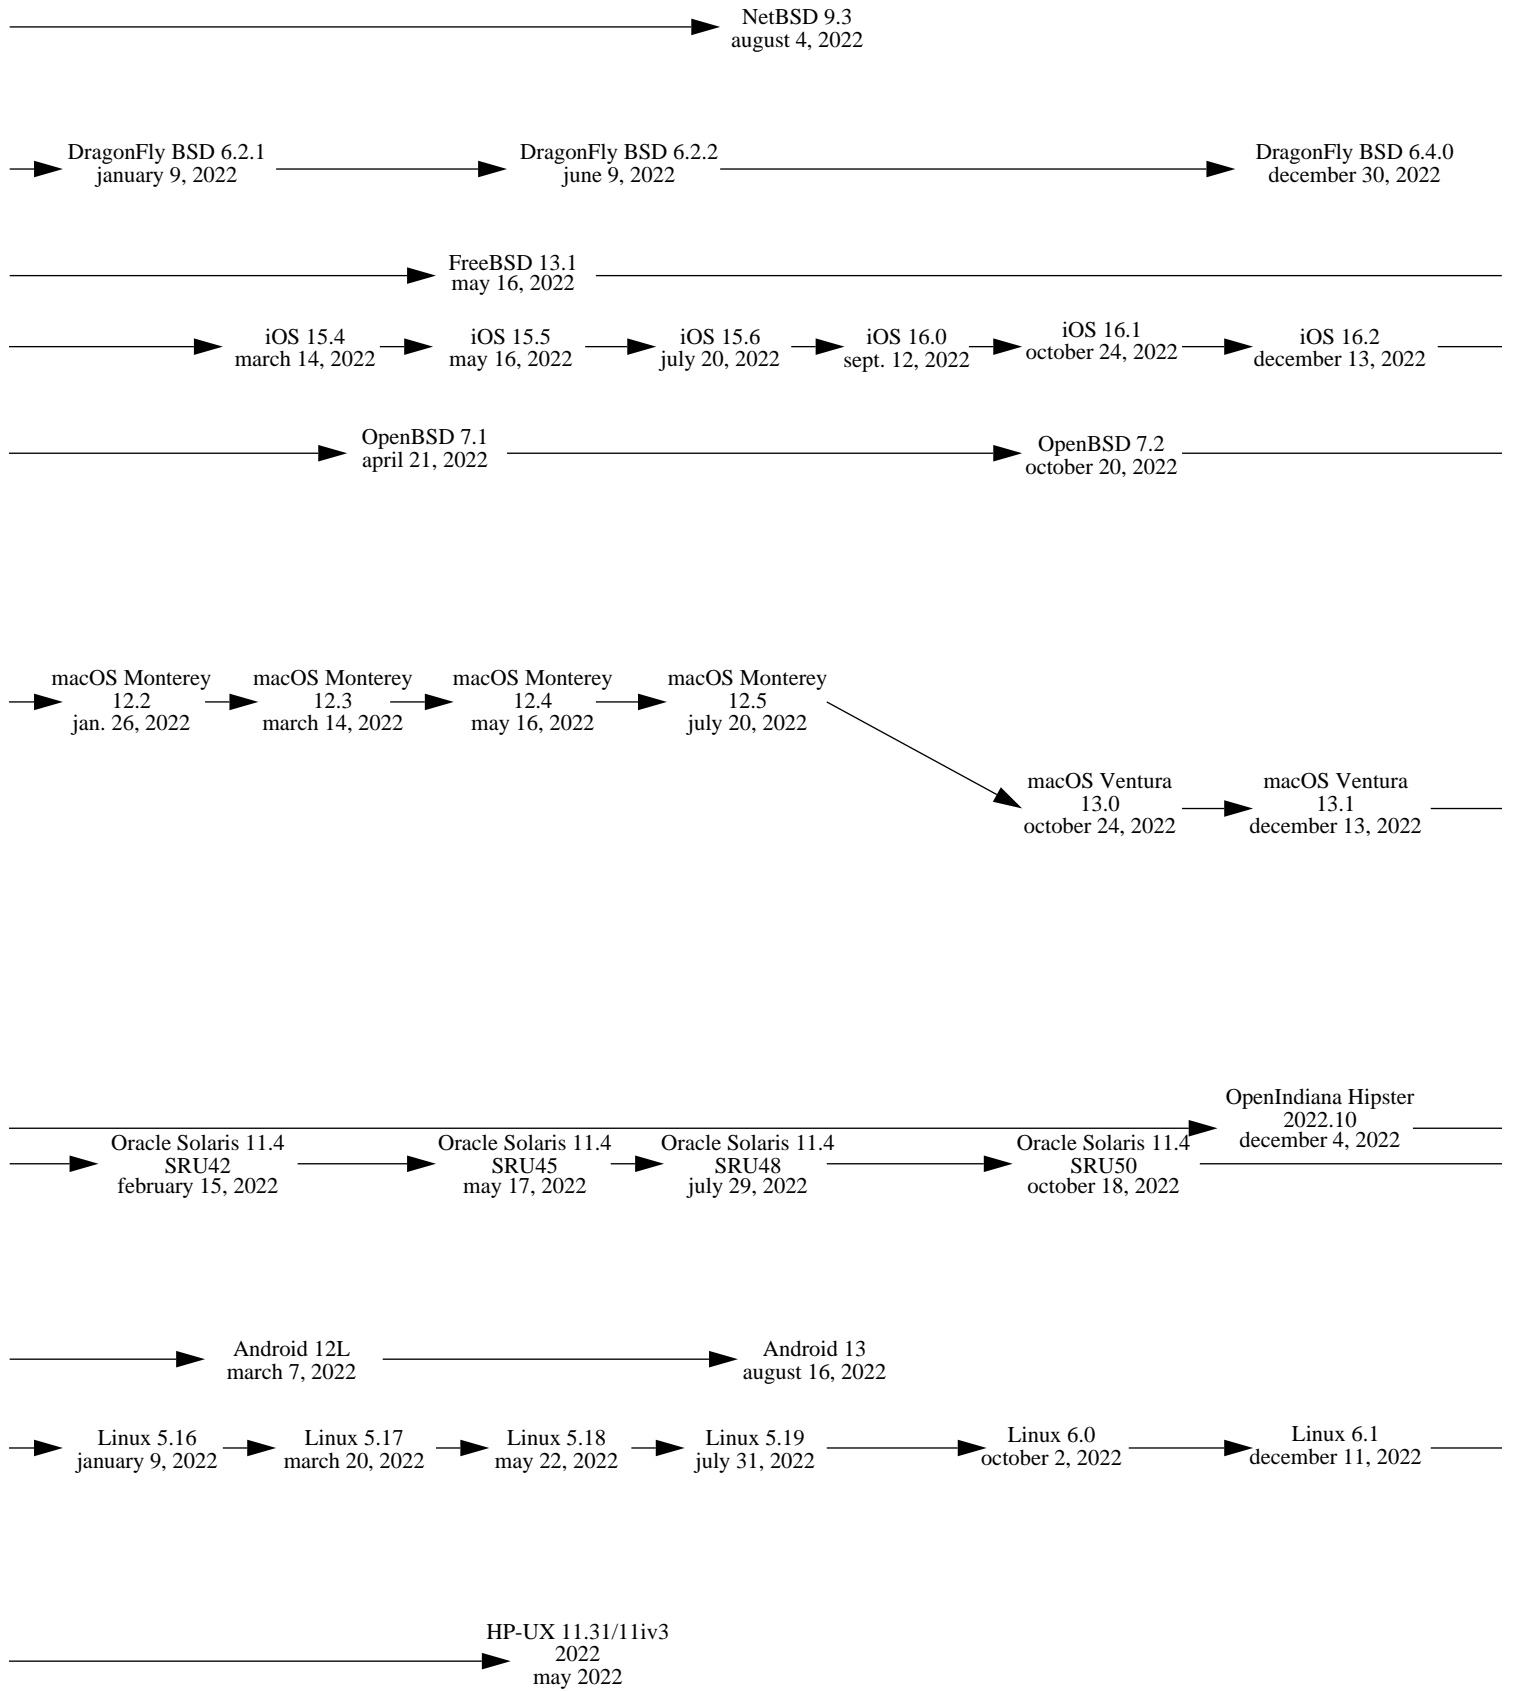 NetBSD 9.3
august 4, 2022
DragonFly BSD 6.2.1
january 9, 2022
DragonFly BSD 6.2.2
june 9, 2022
DragonFly BSD 6.4.0
december 30, 2022
FreeBSD 13.1
may 16, 2022
iOS 15.4
march 14, 2022
iOS 15.5
may 16, 2022
iOS 15.6
july 20, 2022
iOS 16.0
sept. 12, 2022
iOS 16.1
october 24, 2022
iOS 16.2
december 13, 2022
OpenBSD 7.1
april 21, 2022
OpenBSD 7.2
october 20, 2022
macOS Monterey
12.2
jan. 26, 2022
macOS Monterey
12.3
march 14, 2022
macOS Monterey
12.4
may 16, 2022
macOS Monterey
12.5
july 20, 2022
macOS Ventura
13.0
october 24, 2022
macOS Ventura
13.1
december 13, 2022
OpenIndiana Hipster
2022.10
december 4, 2022
Oracle Solaris 11.4
SRU42
february 15, 2022
Oracle Solaris 11.4
SRU45
may 17, 2022
Oracle Solaris 11.4
SRU48
july 29, 2022
Oracle Solaris 11.4
SRU50
october 18, 2022
Android 12L
march 7, 2022
Android 13
august 16, 2022
Linux 5.16
january 9, 2022
Linux 5.17
march 20, 2022
Linux 5.18
may 22, 2022
Linux 5.19
july 31, 2022
Linux 6.0
october 2, 2022
Linux 6.1
december 11, 2022
HP-UX 11.31/11iv3
2022
may 2022